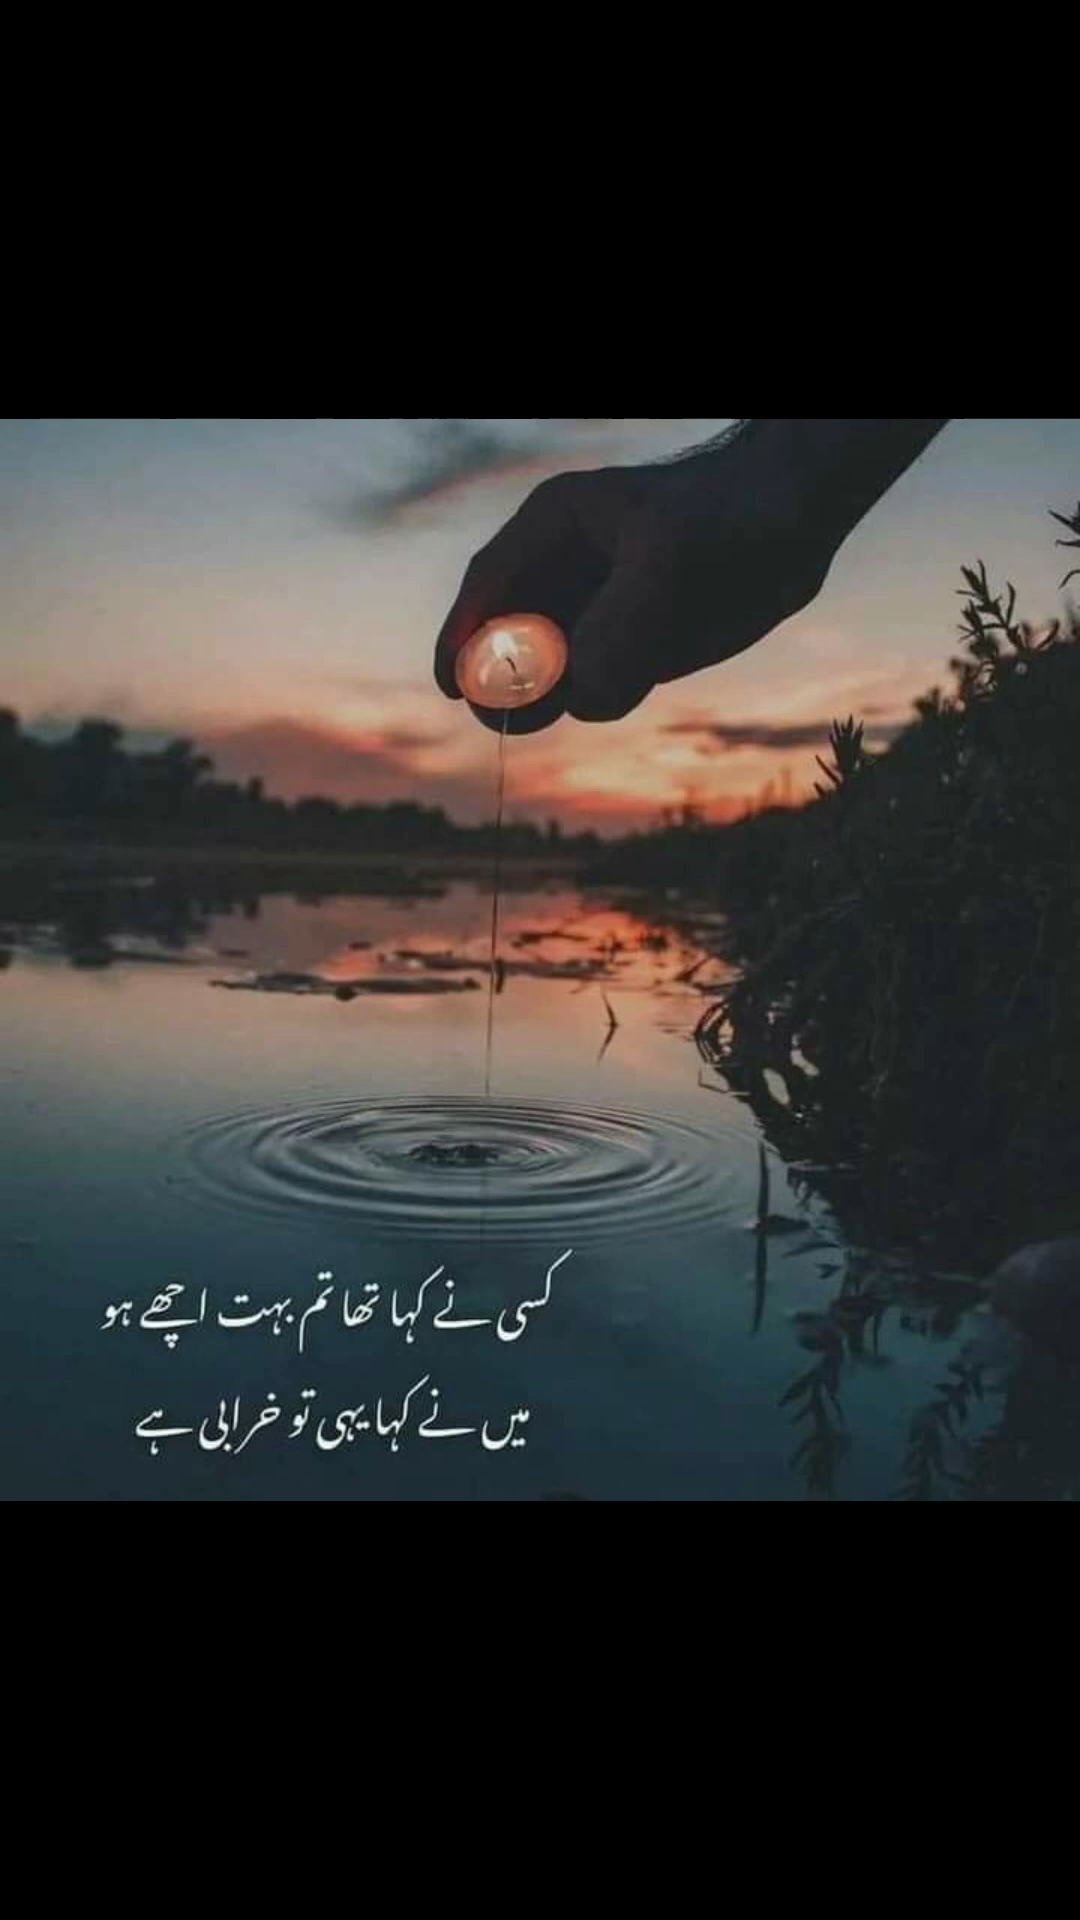 کسی نے کہا تھا تم بہت اچھے ہو
میں نے کہا یہی تو خرابی ہے